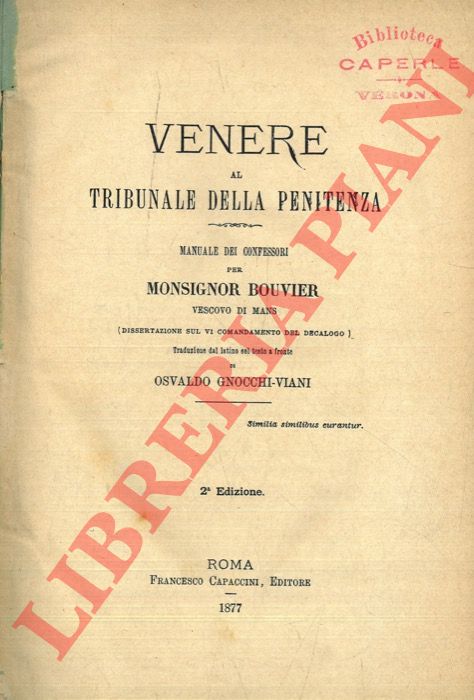 Biblioteca
CAPERLE
VERONA
VENERE
AL
TRIBUNALE DELLA PENITENZA
MANUALE DEI CONFESSORI
PER
MONSIGNOR BOUVIER
VESCOVO DI MANS
(DISSERTAZIONE SUL VI COMANDAMENTO DEL DECALOGO)
Traduzione dal latino col testo a fronte
DI
OSVALDO GNOCCHI-VIANI
Similia similibus curantur.
2ª Edizione.
ROMA
FRANCESCO CAPACCINI, EDITORE
1877
LIBRERIA PIANI